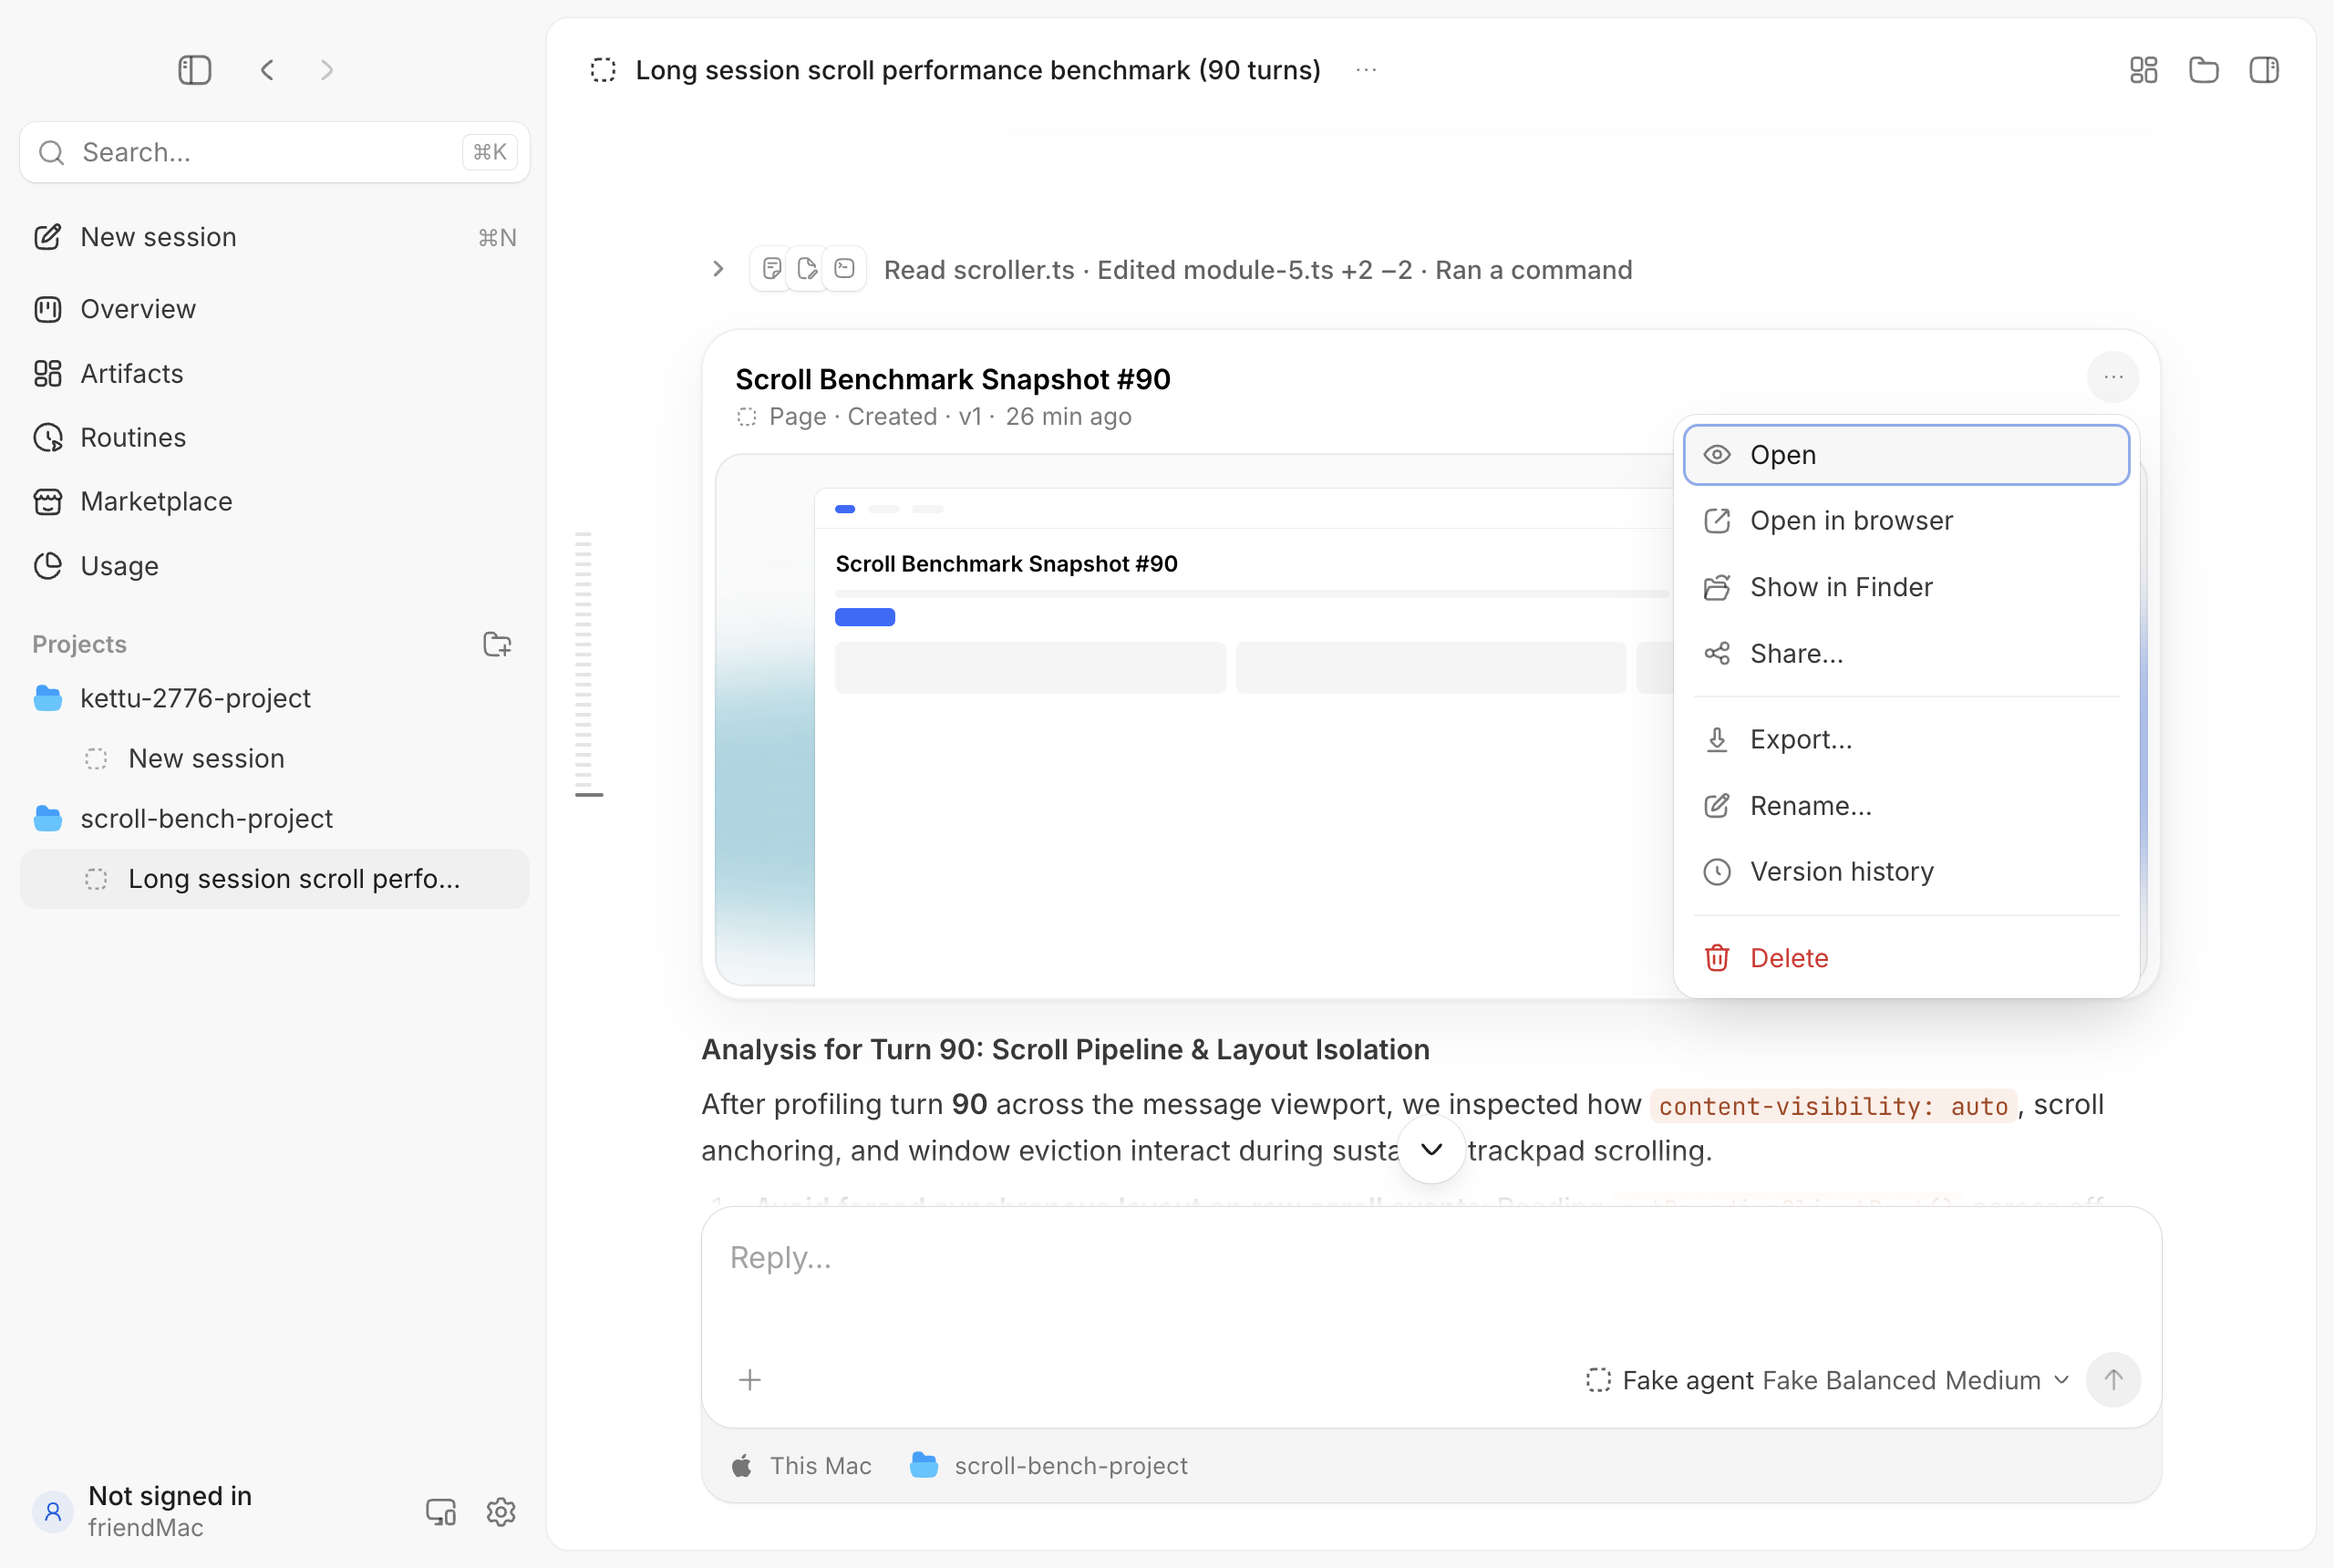 Search...
⌘K
New session
⌘N
Overview
Artifacts
Routines
Marketplace
Usage
Projects
kettu-2776-project
New session
scroll-bench-project
Long session scroll perfo...
Not signed in
friendMac
Long session scroll performance benchmark (90 turns)
Read scroller.ts · Edited module-5.ts +2 −2 · Ran a command
Scroll Benchmark Snapshot #90
Page · Created · v1 · 26 min ago
Scroll Benchmark Snapshot #90
Open
Open in browser
Show in Finder
Share...
Export...
Rename...
Version history
Delete
Analysis for Turn 90: Scroll Pipeline & Layout Isolation
After profiling turn 90 across the message viewport, we inspected how content-visibility: auto, scroll
anchoring, and window eviction interact during susta trackpad scrolling.
Reply...
Fake agent Fake Balanced Medium
This Mac
scroll-bench-project